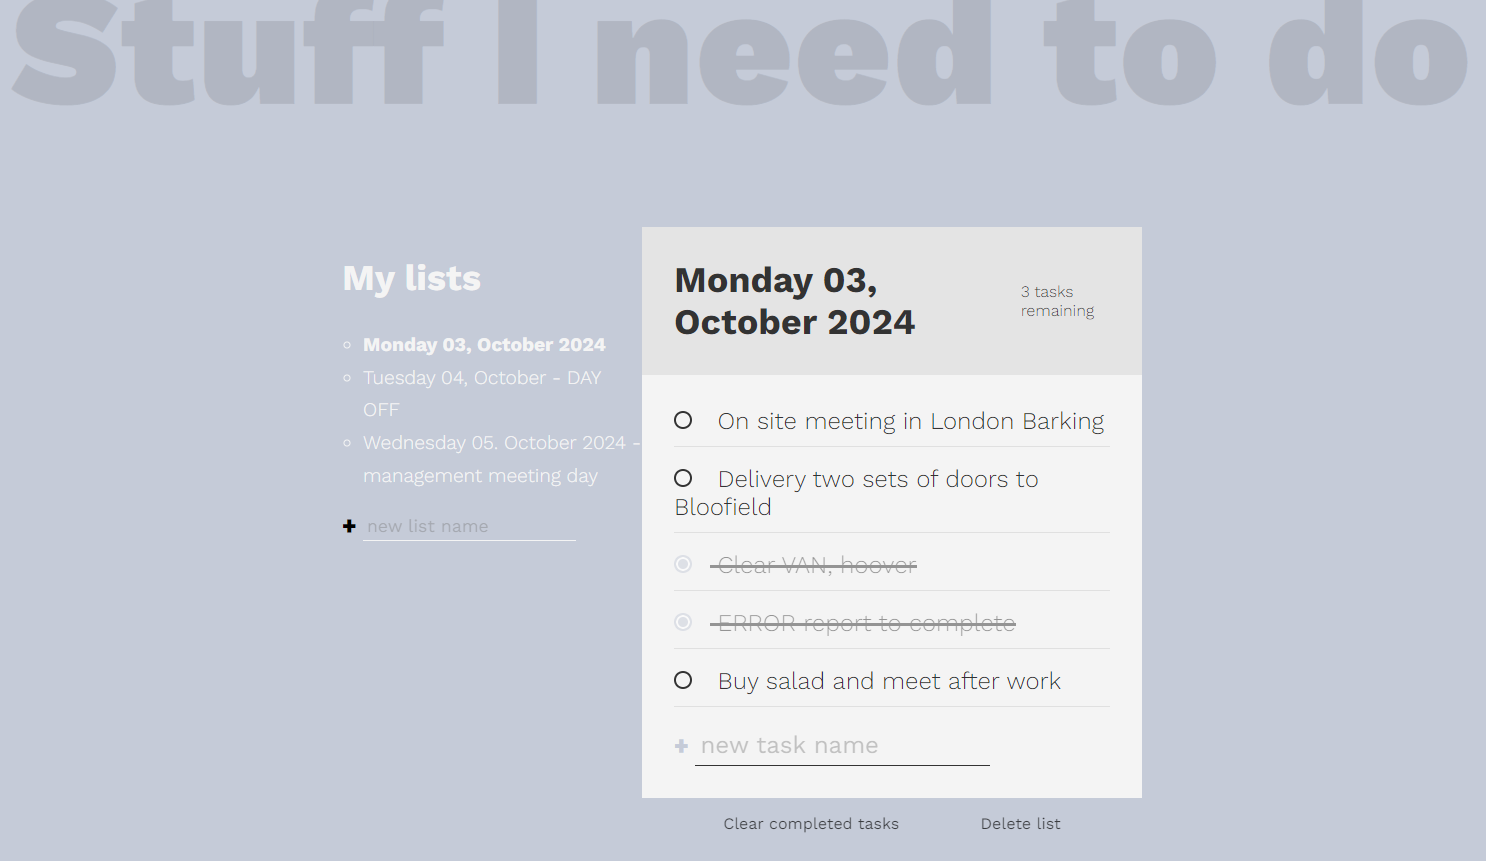 Stuff I need to do
My lists
Monday 03, October 2024
Tuesday 04, October - DAY
OFF
Wednesday 05. October 2024 -
management meeting day
new list name
Monday 03,
October 2024
3 tasks
remaining
On site meeting in London Barking
Delivery two sets of doors to
Bloofield
Clear VAN, hoover
ERROR report to complete
Buy salad and meet after work
new task name
Clear completed tasks
Delete list